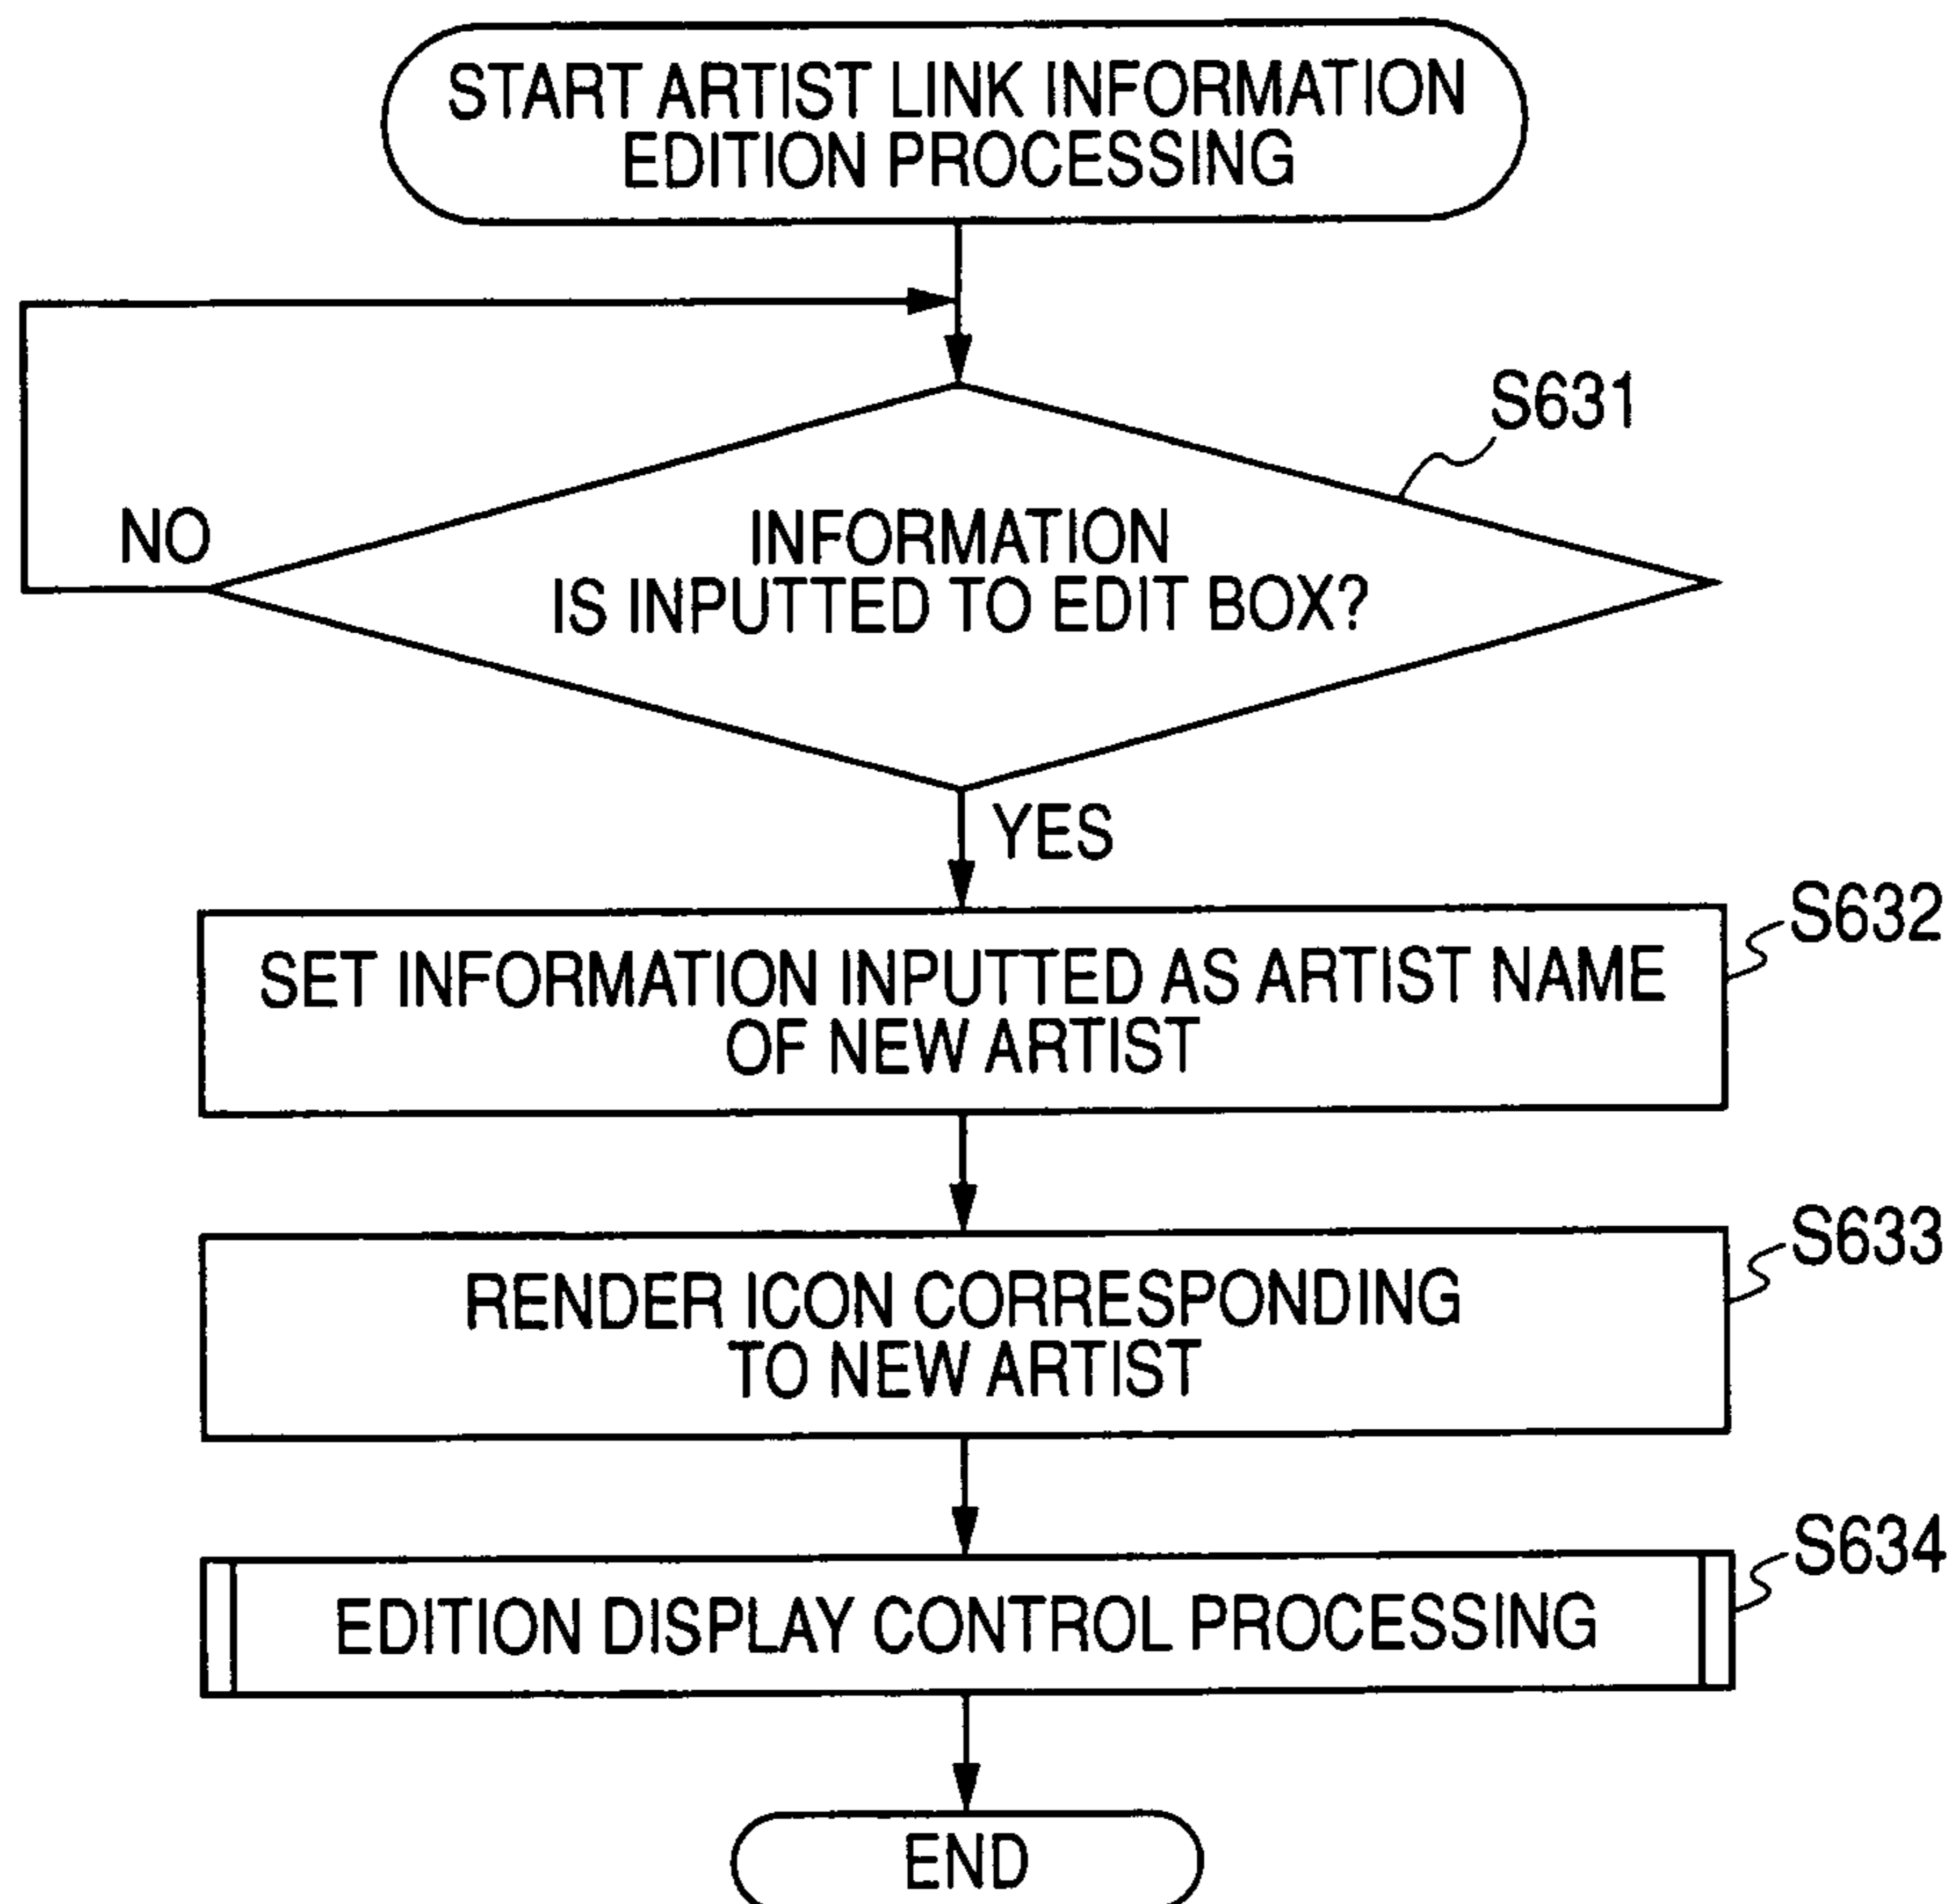 START ARTIST LINK INFORMATION
EDITION PROCESSING
S631
NO
INFORMATION
IS INPUTTED TO EDIT BOX?
YES
S632
SET INFORMATION INPUTTED AS ARTIST NAME
OF NEW ARTIST
S633
RENDER ICON CORRESPONDING
TO NEW ARTIST
S634
EDITION DISPLAY CONTROL PROCESSING
END